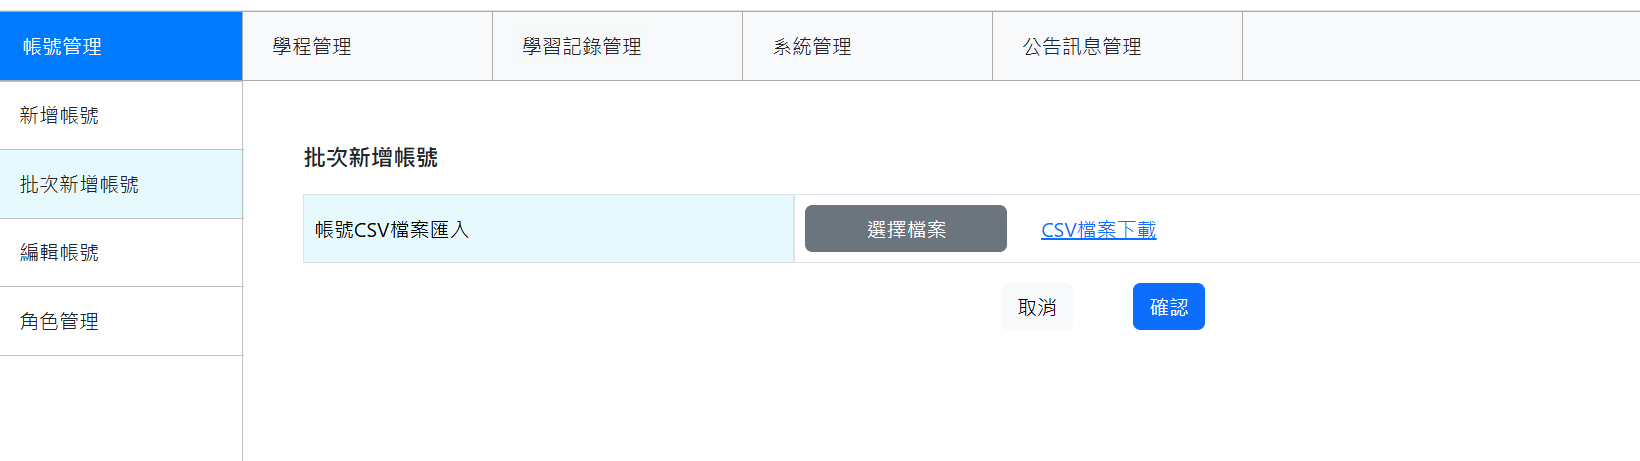 帳號管理 學程管理 學習記錄管理 系統管理 公告訊息管理
新增帳號
批次新增帳號
編輯帳號
角色管理
批次新增帳號
帳號CSV檔案匯入 選擇檔案 CSV檔案下載
取消 確認